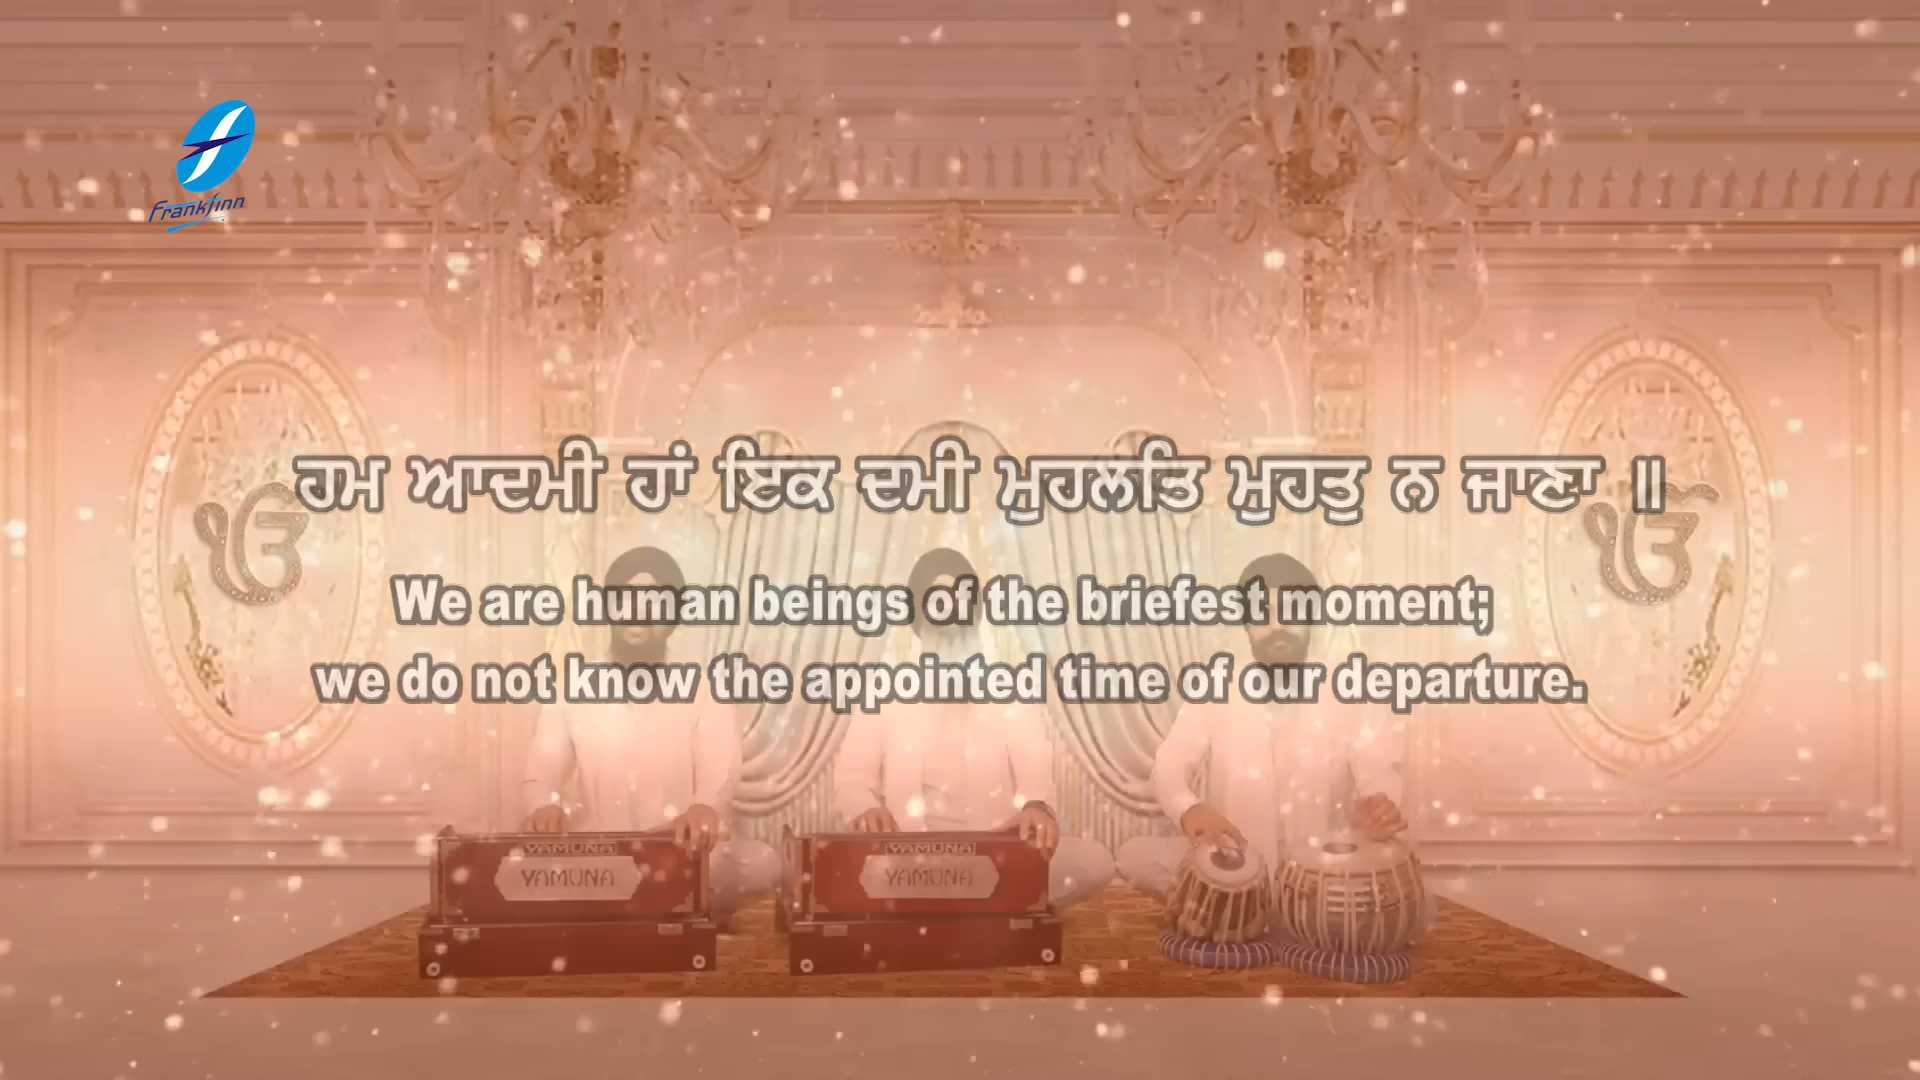 Frankfinn
ਹਮ ਆਦਮੀ ਹਾਂ ਇਕ ਦਮੀ ਮੁਹਲਤਿ ਮੁਹਤੁ ਨ ਜਾਣਾ ॥
ੴ
ੴ
We are human beings of the briefest moment;
we do not know the appointed time of our departure.
YAMUNA
YAMUNA
YAMUNA
YAMUNA